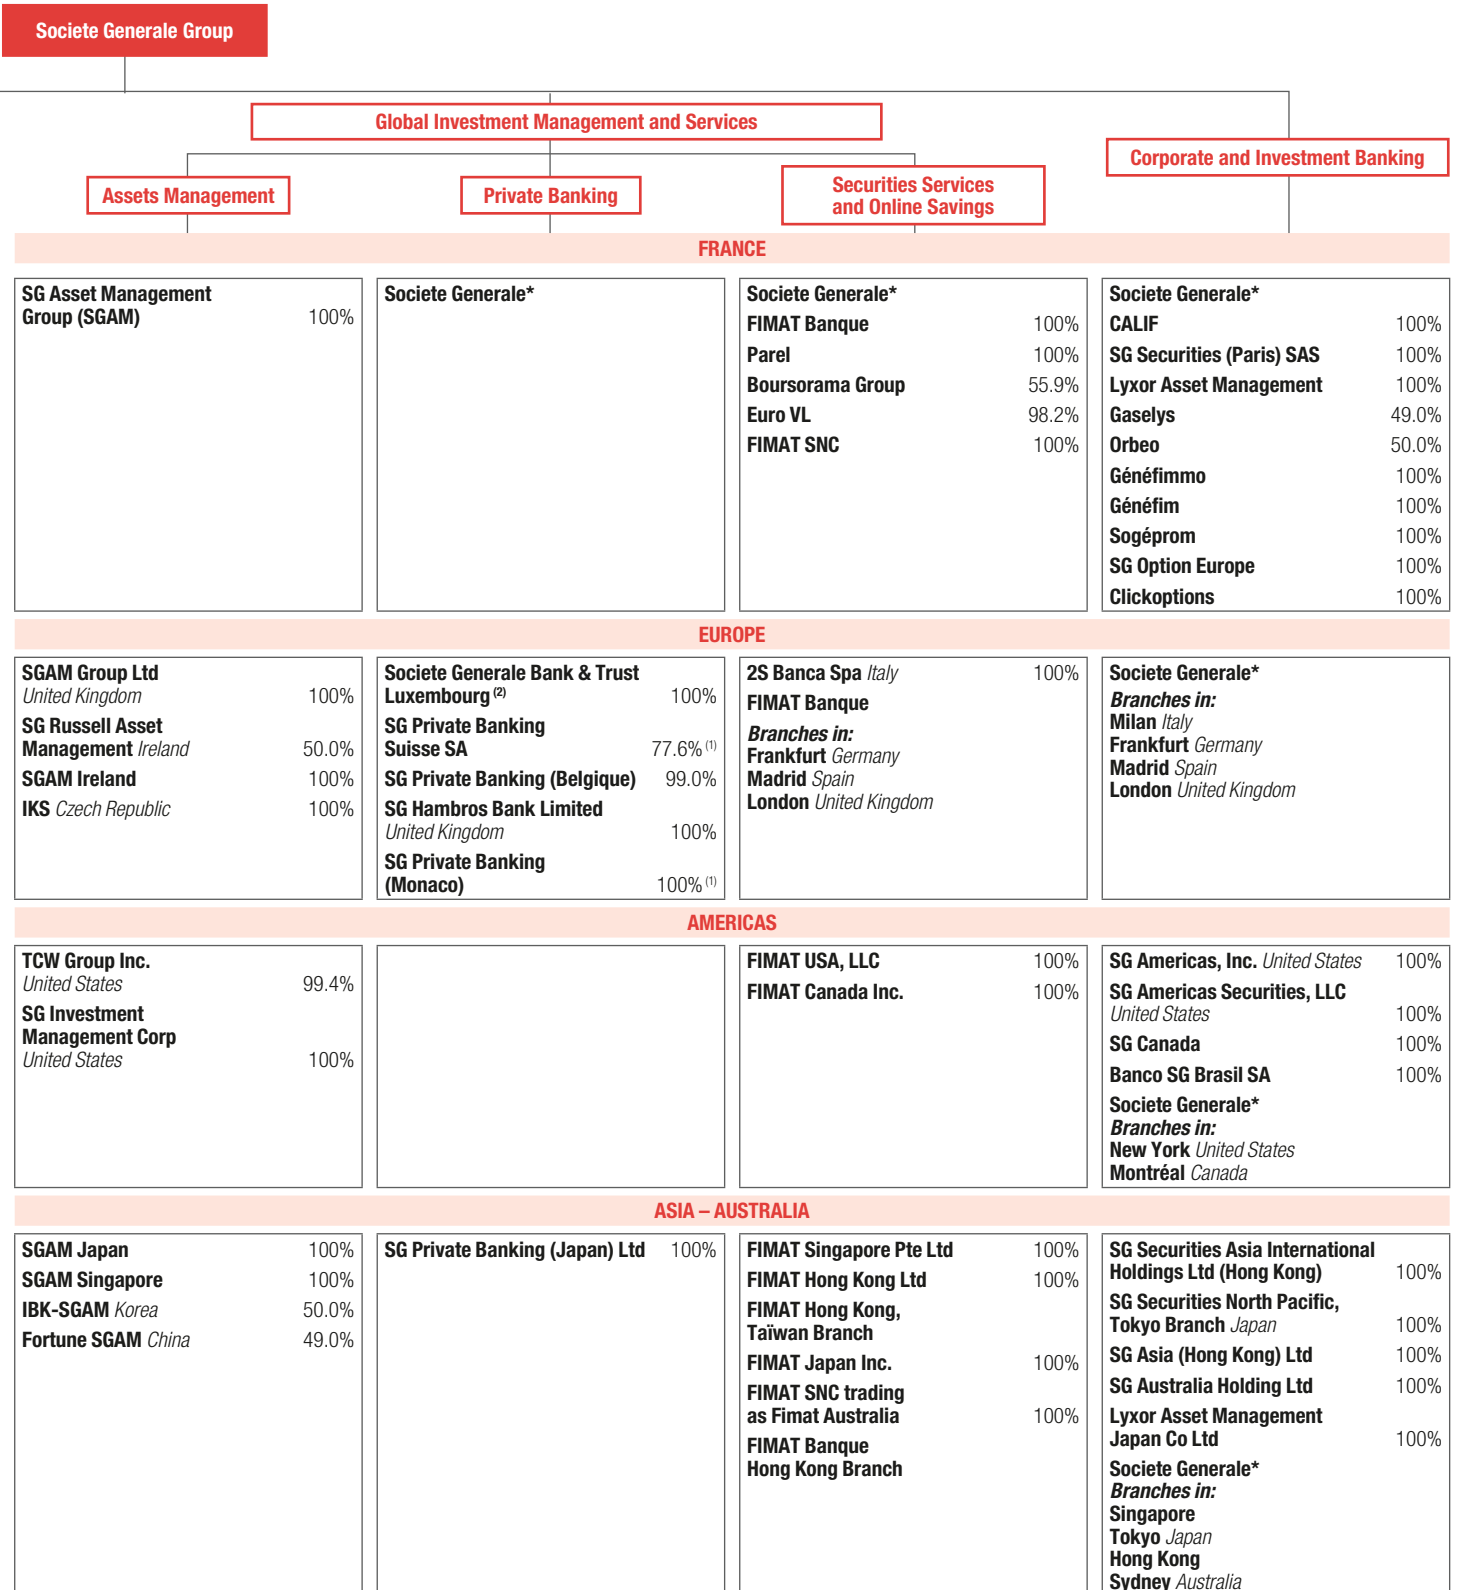 Societe Generale Group
Global Investment Management and Services
Corporate and Investment Banking
Assets Management
Private Banking
Securities Services
and Online Savings
FRANCE
SG Asset Management
Group (SGAM) 100%
Societe Generale*
Societe Generale*
FIMAT Banque 100%
Parel 100%
Boursorama Group 55.9%
Euro VL 98.2%
FIMAT SNC 100%
Societe Generale*
CALIF 100%
SG Securities (Paris) SAS 100%
Lyxor Asset Management 100%
Gaselys 49.0%
Orbeo 50.0%
Généfimmo 100%
Généfim 100%
Sogéprom 100%
SG Option Europe 100%
Clickoptions 100%
EUROPE
SGAM Group Ltd
United Kingdom 100%
SG Russell Asset
Management Ireland 50.0%
SGAM Ireland 100%
IKS Czech Republic 100%
Societe Generale Bank & Trust
Luxembourg (2) 100%
SG Private Banking
Suisse SA 77.6% (1)
SG Private Banking (Belgique) 99.0%
SG Hambros Bank Limited
United Kingdom 100%
SG Private Banking
(Monaco) 100% (1)
2S Banca Spa Italy 100%
FIMAT Banque
Branches in:
Frankfurt Germany
Madrid Spain
London United Kingdom
Societe Generale*
Branches in:
Milan Italy
Frankfurt Germany
Madrid Spain
London United Kingdom
AMERICAS
TCW Group Inc.
United States 99.4%
SG Investment
Management Corp
United States 100%
FIMAT USA, LLC 100%
FIMAT Canada Inc. 100%
SG Americas, Inc. United States 100%
SG Americas Securities, LLC
United States 100%
SG Canada 100%
Banco SG Brasil SA 100%
Societe Generale*
Branches in:
New York United States
Montréal Canada
ASIA – AUSTRALIA
SGAM Japan 100%
SGAM Singapore 100%
IBK-SGAM Korea 50.0%
Fortune SGAM China 49.0%
SG Private Banking (Japan) Ltd 100%
FIMAT Singapore Pte Ltd 100%
FIMAT Hong Kong Ltd 100%
FIMAT Hong Kong,
Taïwan Branch
FIMAT Japan Inc. 100%
FIMAT SNC trading
as Fimat Australia 100%
FIMAT Banque
Hong Kong Branch
SG Securities Asia International
Holdings Ltd (Hong Kong) 100%
SG Securities North Pacific,
Tokyo Branch Japan 100%
SG Asia (Hong Kong) Ltd 100%
SG Australia Holding Ltd 100%
Lyxor Asset Management
Japan Co Ltd 100%
Societe Generale*
Branches in:
Singapore
Tokyo Japan
Hong Kong
Sydney Australia